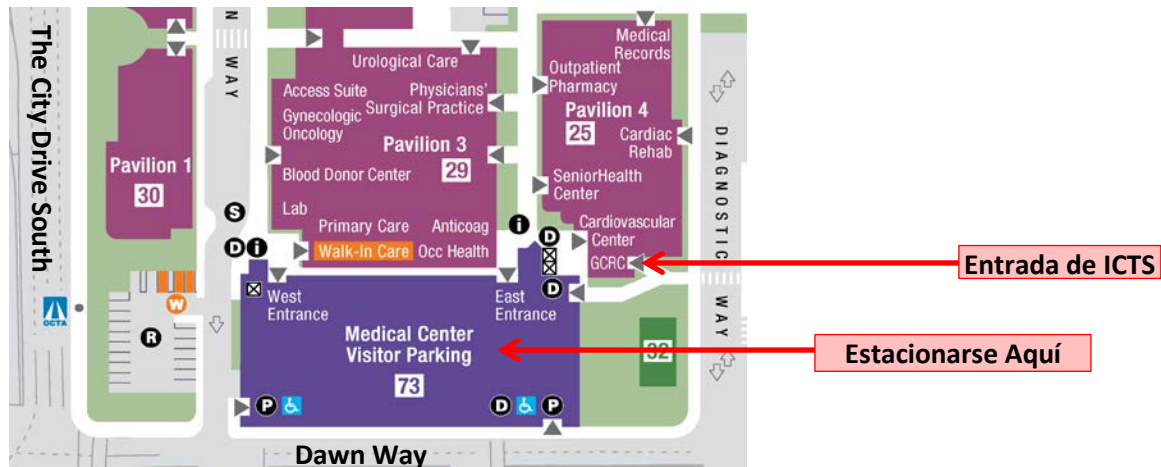 The City Drive South
N
WAY
Pavilion 1
30
Urological Care
Access Suite
Physicians'
Surgical Practice
Gynecologic
Oncology
Pavilion 3
29
Blood Donor Center
Lab
Primary Care
Anticoag
Walk-In Care
Occ Health
Medical
Records
Outpatient
Pharmacy
Pavilion 4
25
Cardiac
Rehab
SeniorHealth
Center
Cardiovascular
Center
GCRC
DIAGNOSTIC
WAY
S
D i
i
D
D
W
R
OCTA
West
Entrance
East
Entrance
Medical Center
Visitor Parking
73
P
D
P
32
Dawn Way
Entrada de ICTS
Estacionarse Aquí